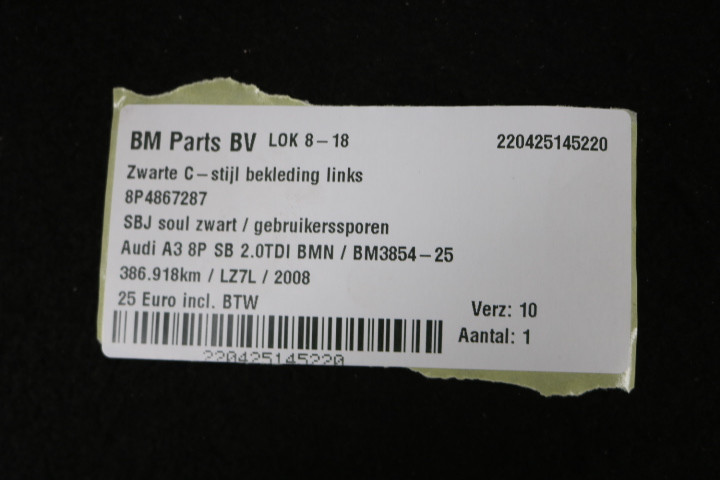 BM Parts BV LOK 8-18 220425145220
Zwarte C-stijl bekleding links
8P4867287
SBJ soul zwart / gebruikerssporen
Audi A3 8P SB 2.0TDI BMN / BM3854-25
386.918km / LZ7L / 2008
25 Euro incl. BTW
Verz: 10
Aantal: 1
220425145220